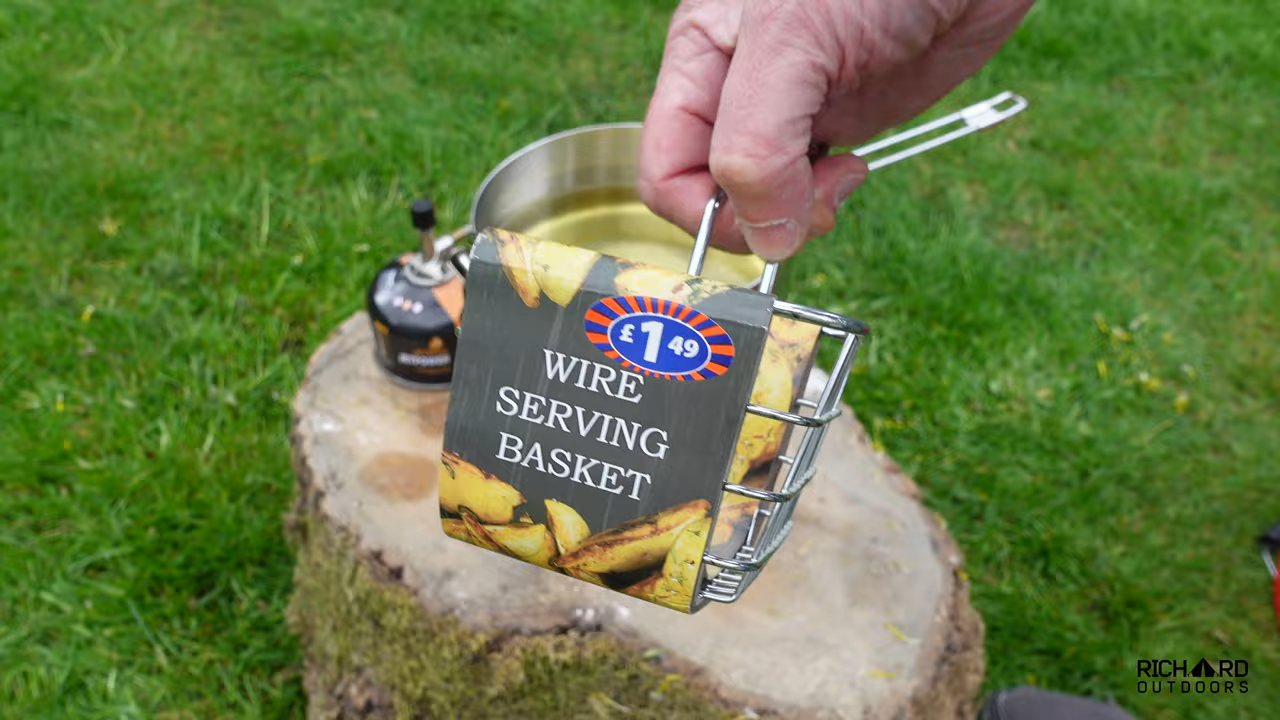 £1 49
WIRE
SERVING
BASKET
RICHARD
OUTDOORS